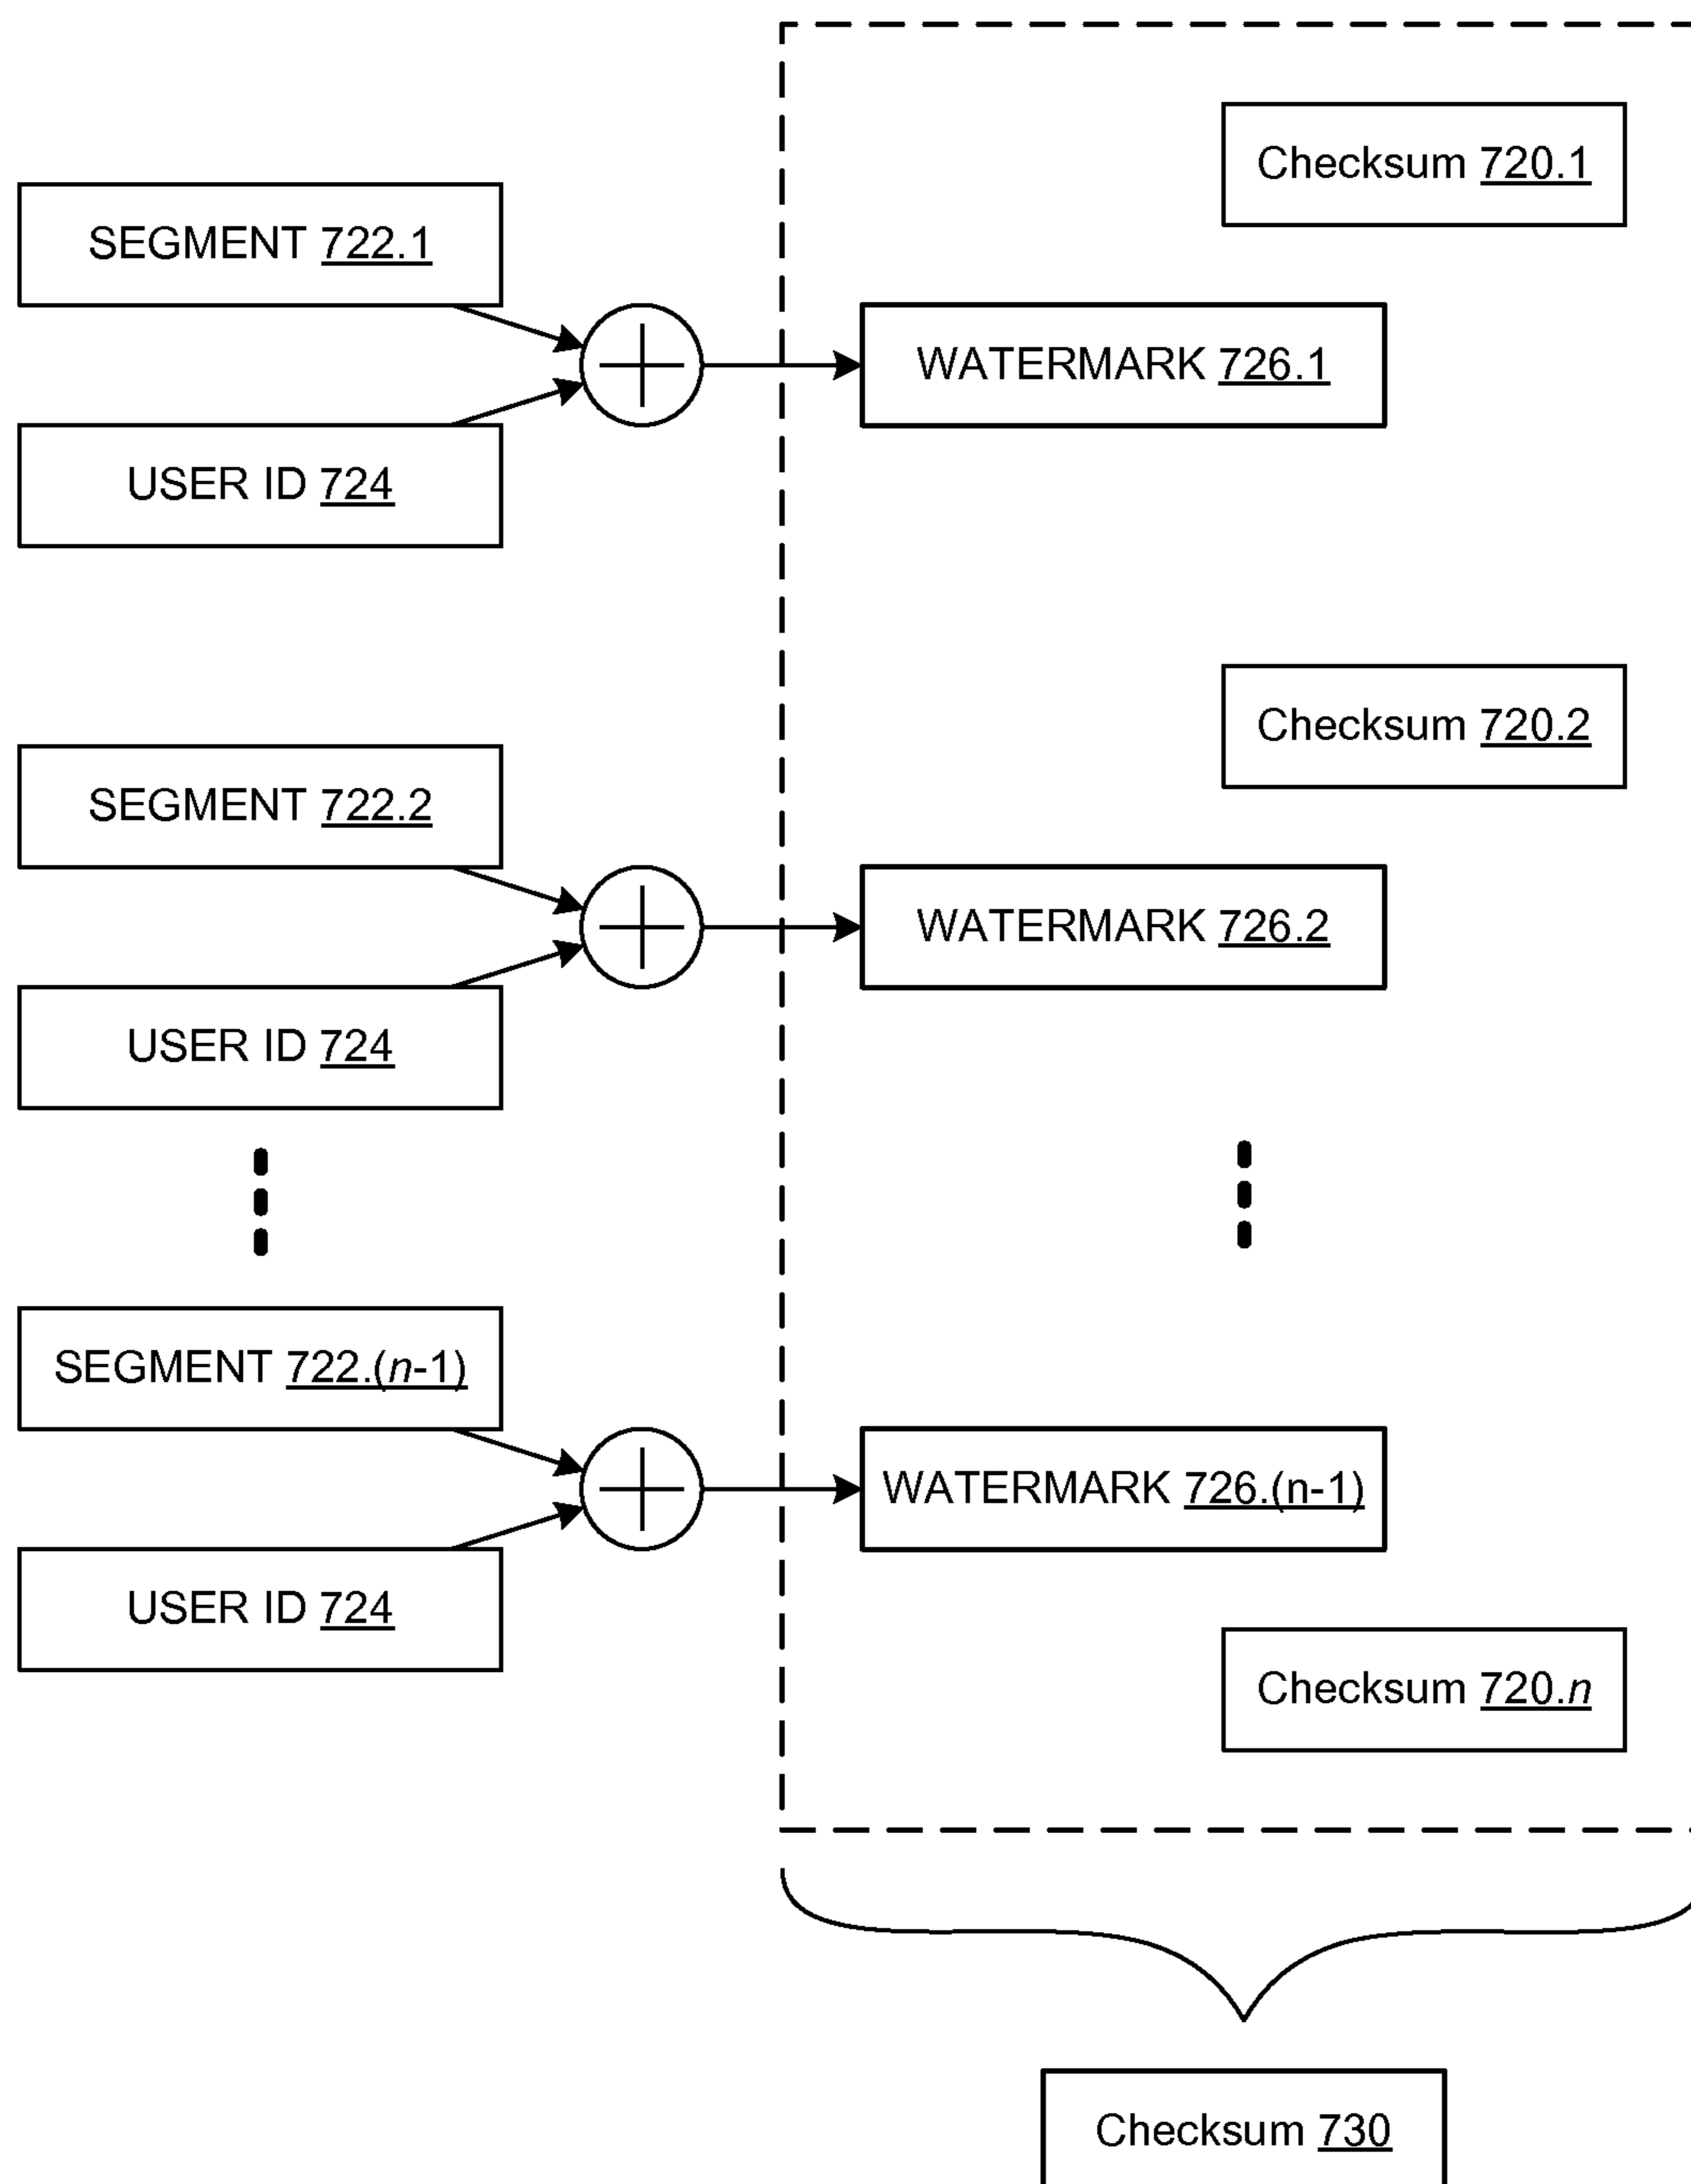 Checksum 720.1
SEGMENT 722.1
WATERMARK 726.1
USER ID 724
Checksum 720.2
SEGMENT 722.2
WATERMARK 726.2
USER ID 724
SEGMENT 722.(n-1)
WATERMARK 726.(n-1)
USER ID 724
Checksum 720.n
Checksum 730